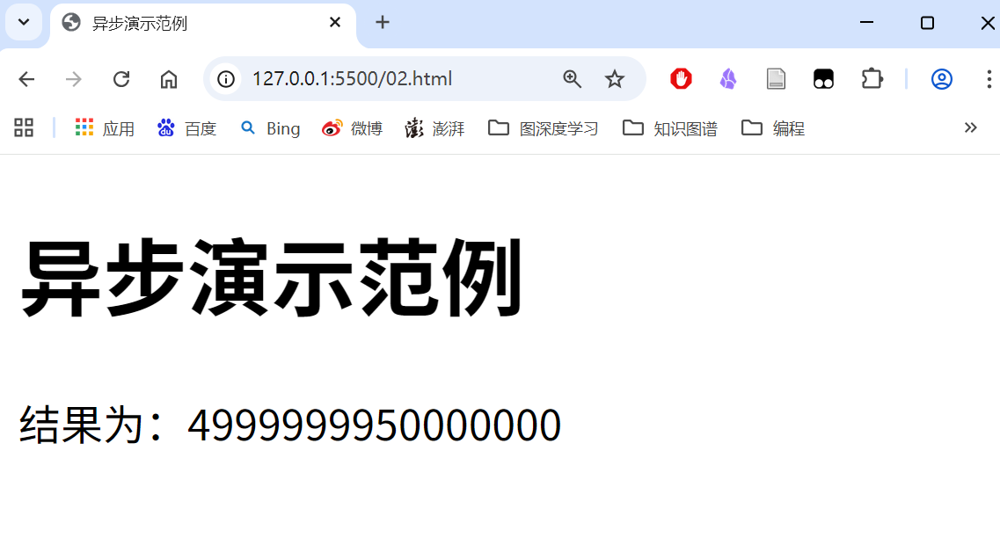 异步演示范例
127.0.0.1:5500/02.html
应用 du 百度 Bing 微博 澎 澎湃 图深度学习 知识图谱 编程
异步演示范例
结果为：4999999950000000